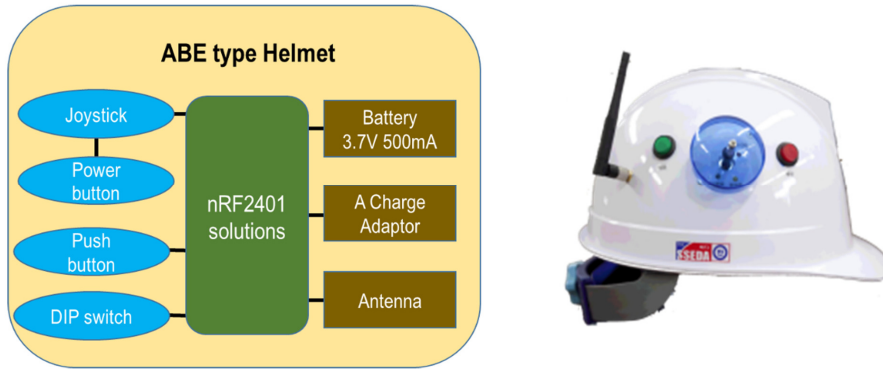 ABE type Helmet
Joystick
Power
button
Push
button
DIP switch
nRF2401
solutions
Battery
3.7V 500mA
A Charge
Adaptor
Antenna
SSEDA